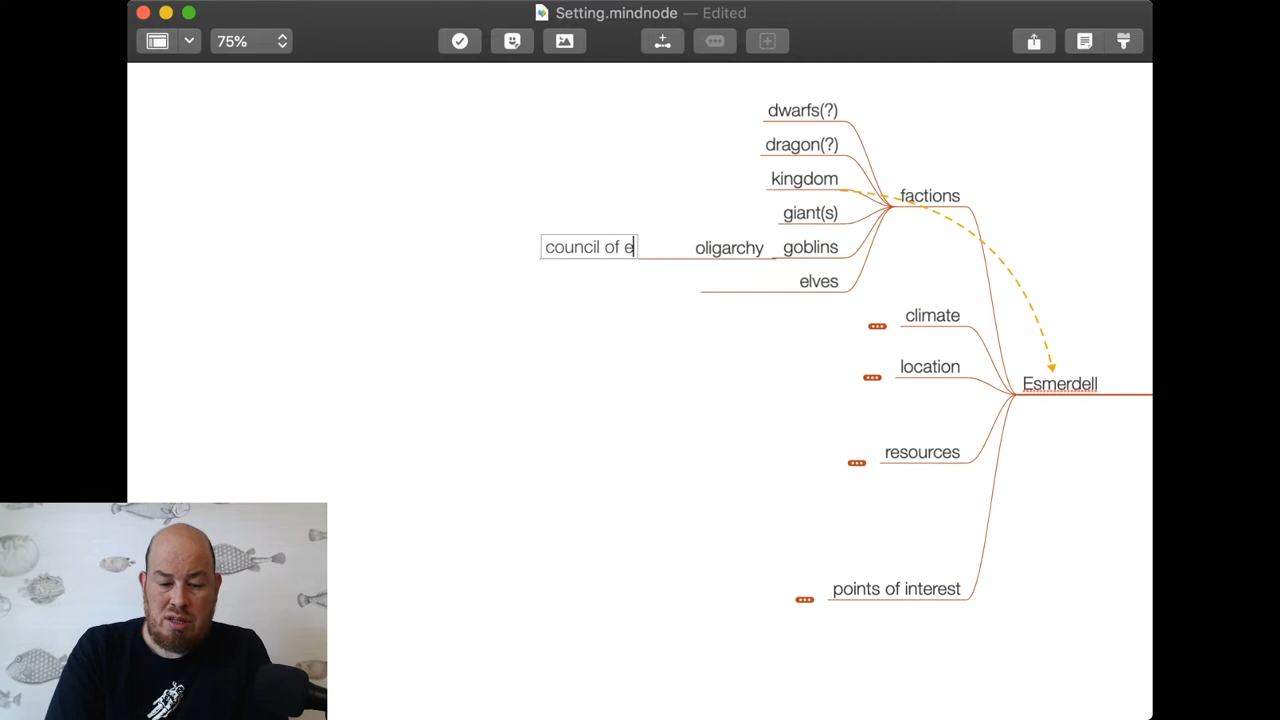 Setting.mindnode — Edited
75%
dwarfs(?)
dragon(?)
kingdom
factions
giant(s)
council of e
oligarchy
goblins
elves
climate
location
Esmerdell
resources
points of interest